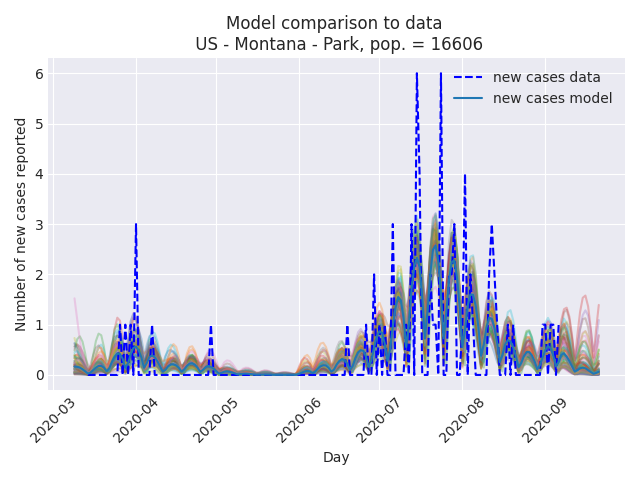 Model comparison to data
US - Montana - Park, pop. = 16606
new cases data
new cases model
Number of new cases reported
6
5
4
3
2
1
0
2020-03
2020-04
2020-05
2020-06
2020-07
2020-08
2020-09
Day